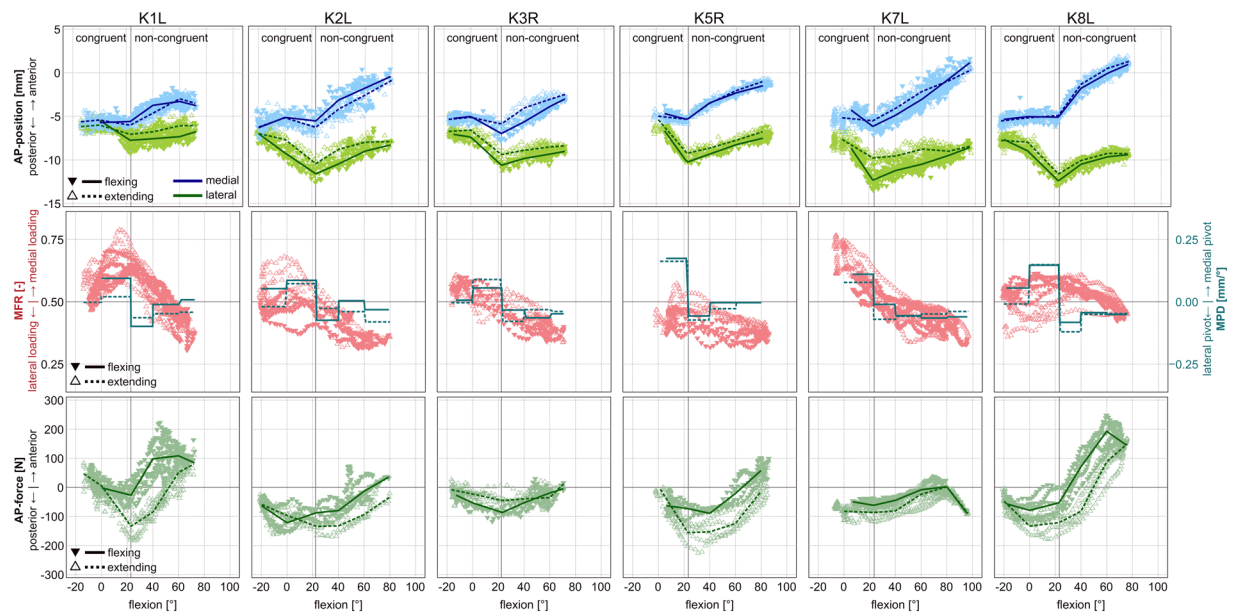 K1L K2L K3R K5R K7L K8L
congruent non-congruent congruent non-congruent congruent non-congruent congruent non-congruent congruent non-congruent congruent non-congruent
AP-position [mm]
posterior ← | → anterior
5
0
-5
-10
-15
flexing medial
extending lateral
MFR [-]
lateral loading ← | → medial loading
0.75
0.50
0.25
flexing
extending
0.25
0.00
−0.25
lateral pivot← | → medial pivot
MPD [mm/°]
AP-force [N]
posterior ← | → anterior
300
200
100
0
-100
-200
-300
flexing
extending
-20 0 20 40 60 80 100 -20 0 20 40 60 80 100 -20 0 20 40 60 80 100 -20 0 20 40 60 80 100 -20 0 20 40 60 80 100 -20 0 20 40 60 80 100
flexion [°] flexion [°] flexion [°] flexion [°] flexion [°] flexion [°]